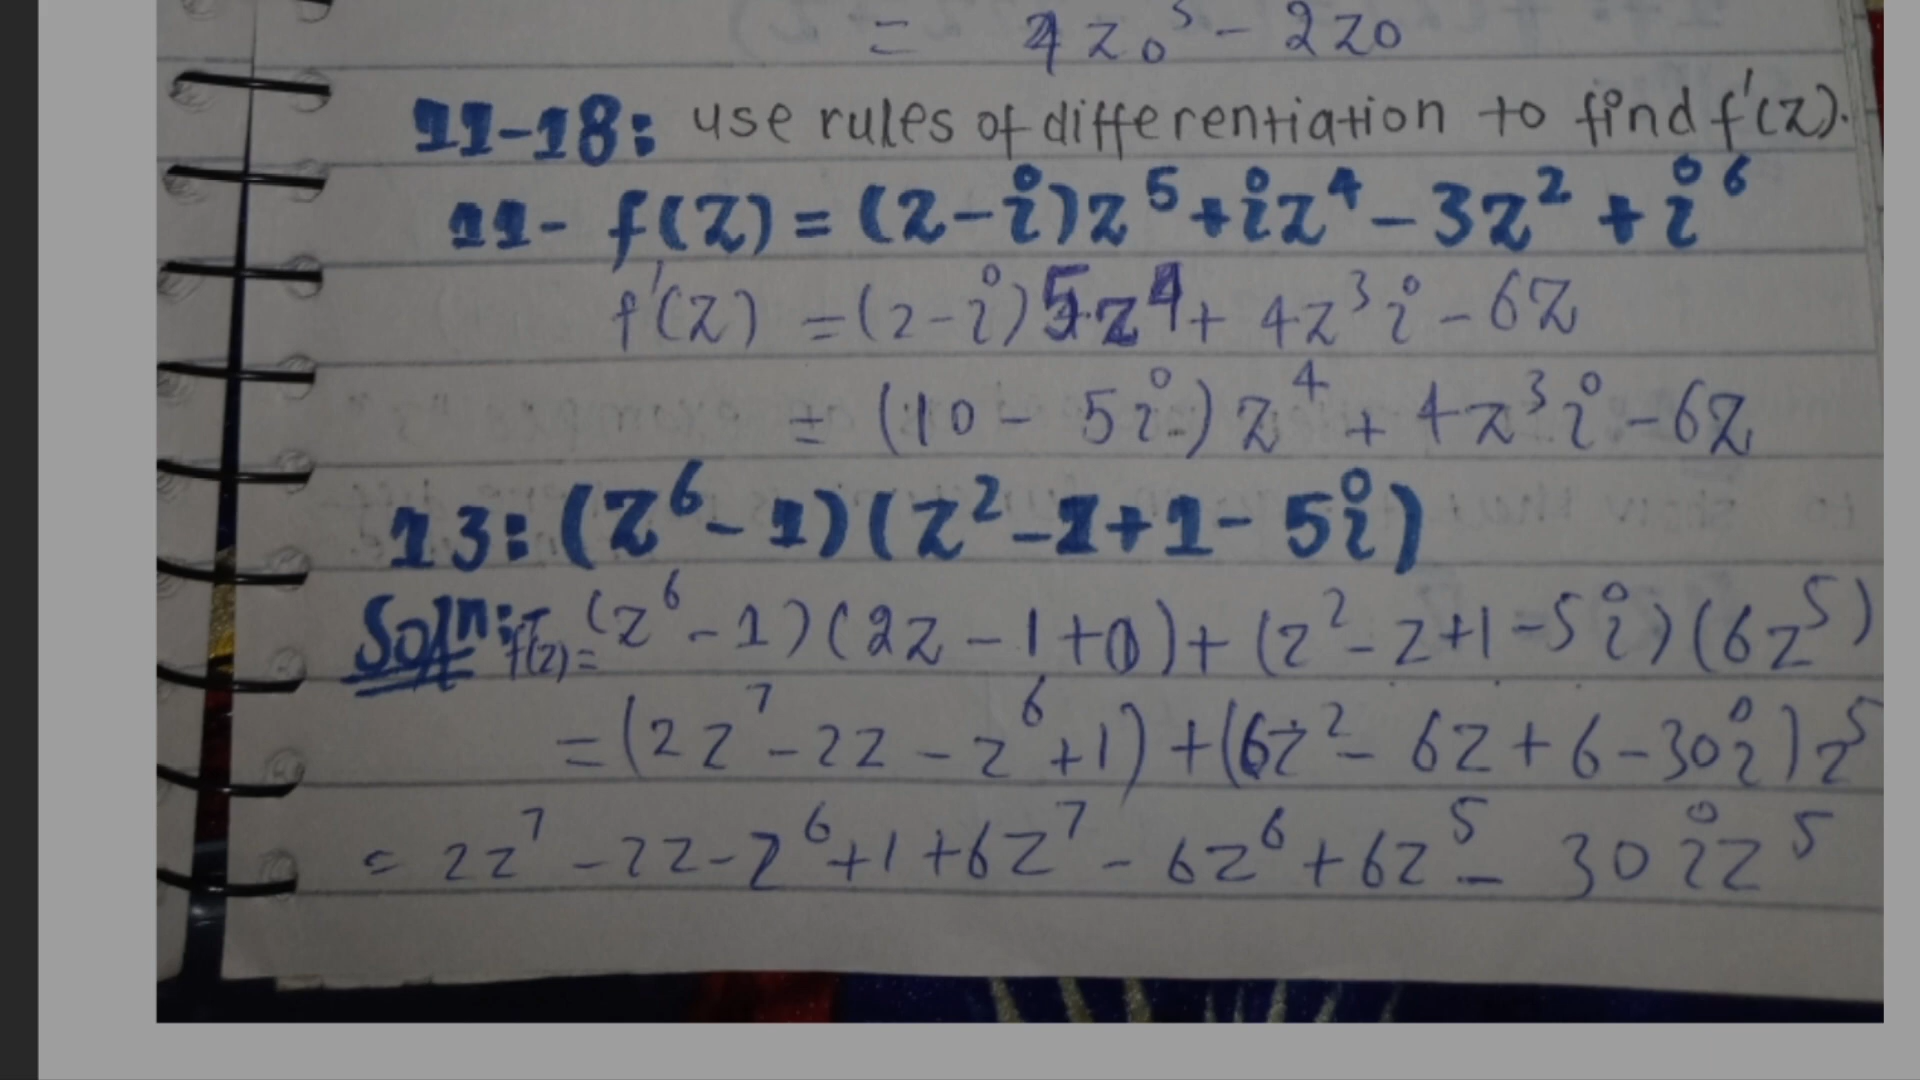 = 4z₀³ - 2z₀
11-18: use rules of differentiation to find f'(z).
11- f(z) = (2-i)z⁵ + iz⁴ - 3z² + i⁶
f'(z) = (2-i)5z⁴ + 4z³i - 6z
= (10 - 5i)z⁴ + 4z³i - 6z
13: (z⁶ - 1)(z² - z + 1 - 5i)
Soln: f'(z) = (z⁶ - 1)(2z - 1 + 0) + (z² - z + 1 - 5i)(6z⁵)
= (2z⁷ - 2z - z⁶ + 1) + (6z² - 6z + 6 - 30i)z⁵
= 2z⁷ - 2z - z⁶ + 1 + 6z⁷ - 6z⁶ + 6z⁵ - 30iz⁵